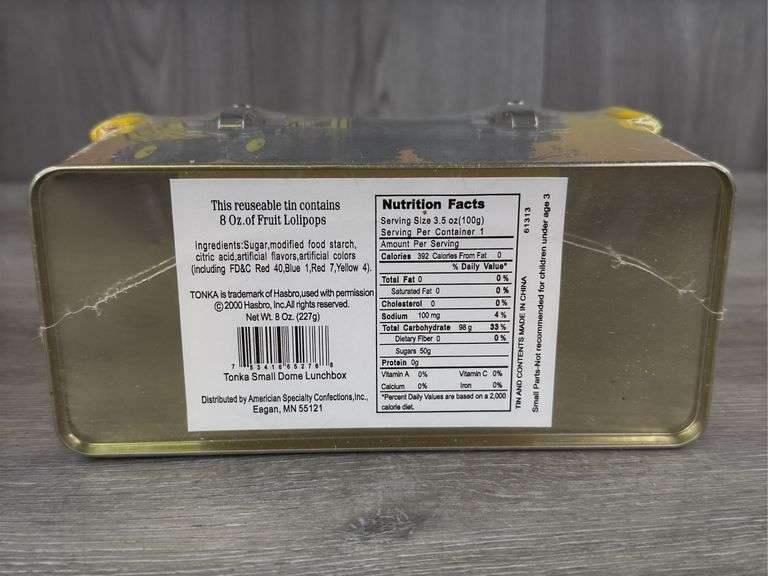 This reuseable tin contains
8 Oz.of Fruit Lolipops
Ingredients:Sugar,modified food starch,
citric acid,artificial flavors,artificial colors
(including FD&C Red 40,Blue 1,Red 7,Yellow 4).
TONKA is trademark of Hasbro,used with permission
©2000 Hasbro, Inc.All rights reserved.
Net Wt. 8 Oz. (227g)
7 53416 65276 8
Tonka Small Dome Lunchbox
Distributed by Americian Specialty Confections,Inc.,
Eagan, MN 55121
Nutrition Facts
Serving Size 3.5 oz(100g)
Serving Per Container 1
Amount Per Serving
Calories 392 Calories From Fat 0
% Daily Value*
Total Fat 0 0%
Saturated Fat 0 0%
Cholesterol 0 0%
Sodium 100 mg 4%
Total Carbohydrate 98g 33%
Dietary Fiber 0 0%
Sugars 50g
Protein 0g
Vitamin A 0% Vitamin C 0%
Calcium 0% Iron 0%
*Percent Daily Values are based on a 2,000
calorie diet.
TIN AND CONTENTS MADE IN CHINA 61313
Small Parts-Not recommended for children under age 3